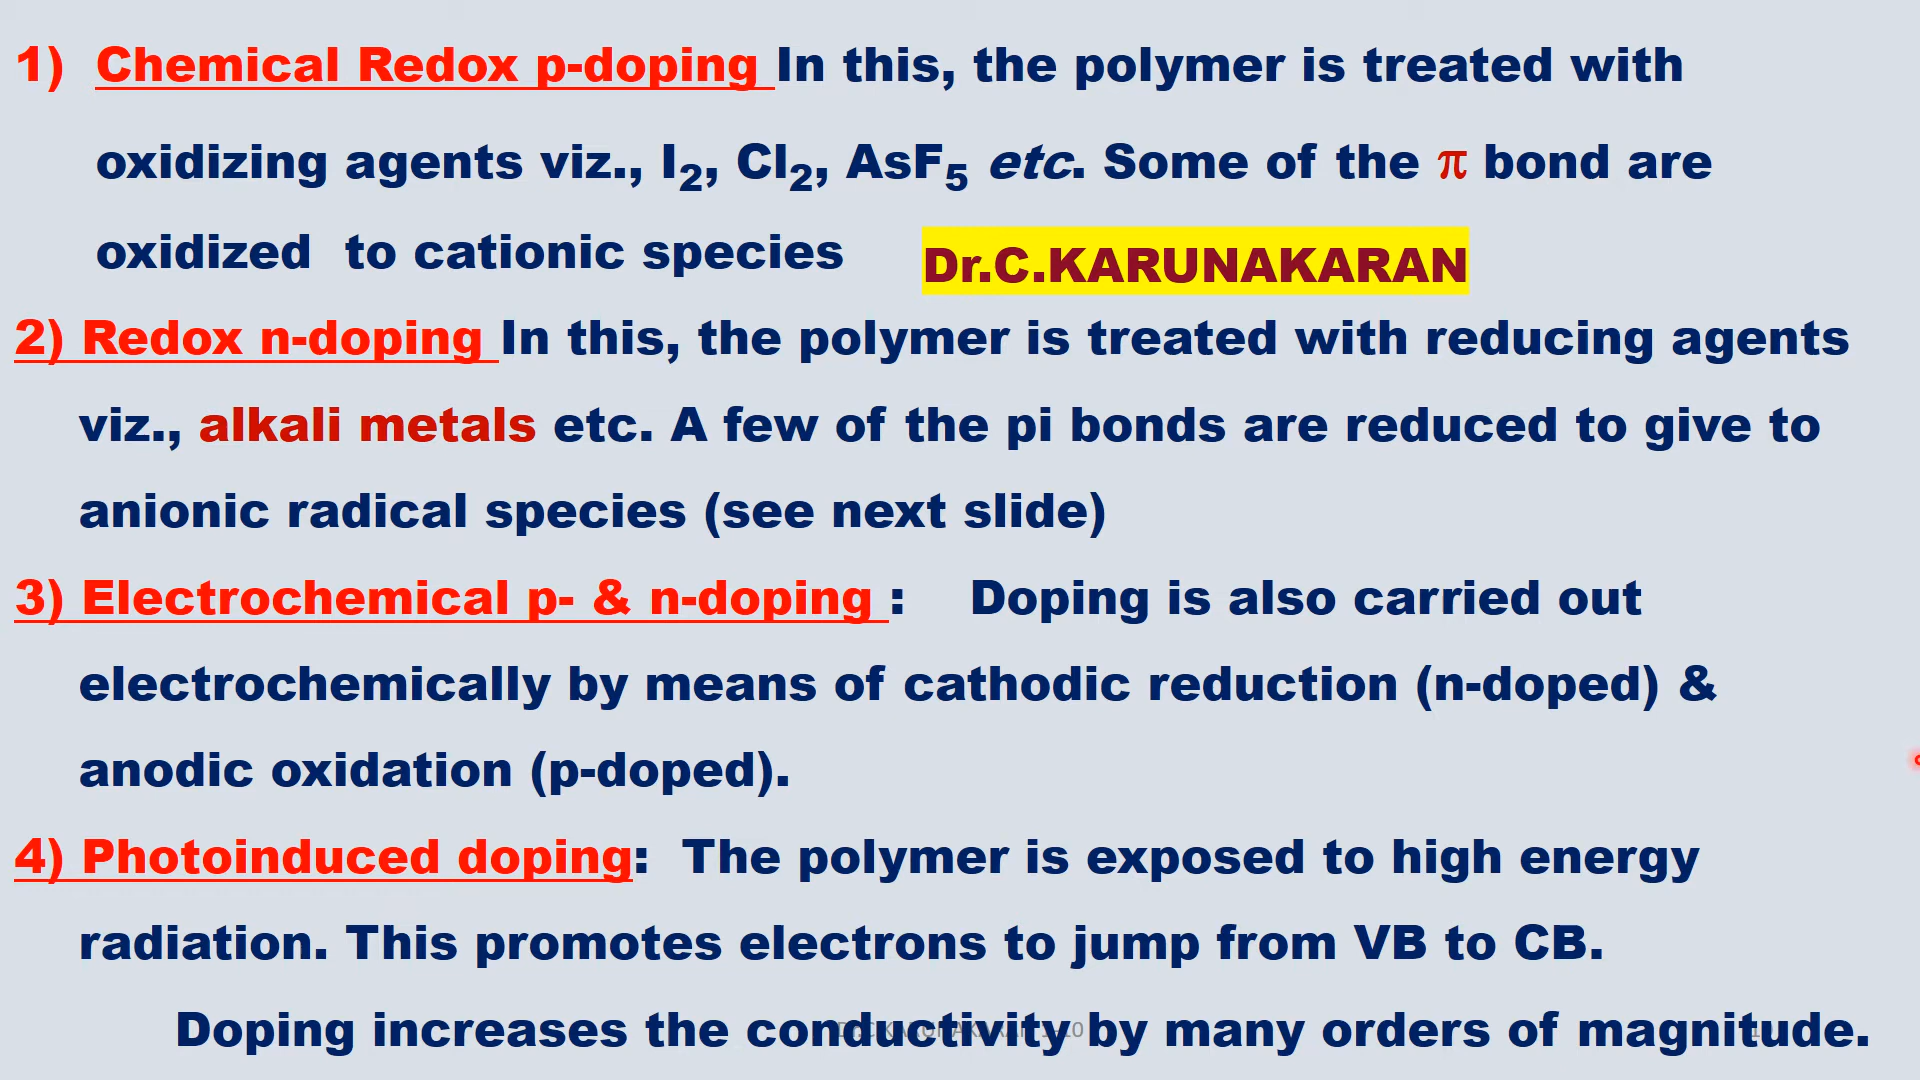 1) Chemical Redox p-doping In this, the polymer is treated with
oxidizing agents viz., I₂, Cl₂, AsF₅ etc. Some of the π bond are
oxidized to cationic species
Dr.C.KARUNAKARAN
2) Redox n-doping In this, the polymer is treated with reducing agents
viz., alkali metals etc. A few of the pi bonds are reduced to give to
anionic radical species (see next slide)
3) Electrochemical p- & n-doping : Doping is also carried out
electrochemically by means of cathodic reduction (n-doped) &
anodic oxidation (p-doped).
4) Photoinduced doping: The polymer is exposed to high energy
radiation. This promotes electrons to jump from VB to CB.
Doping increases the conductivity by many orders of magnitude.